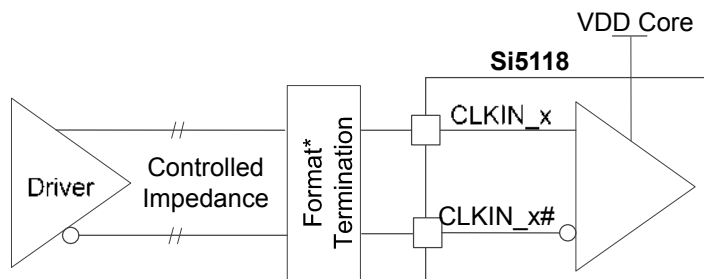 VDD Core
Si5118
CLKIN_x
Driver
Controlled
Impedance
Format*
Termination
CLKIN_x#